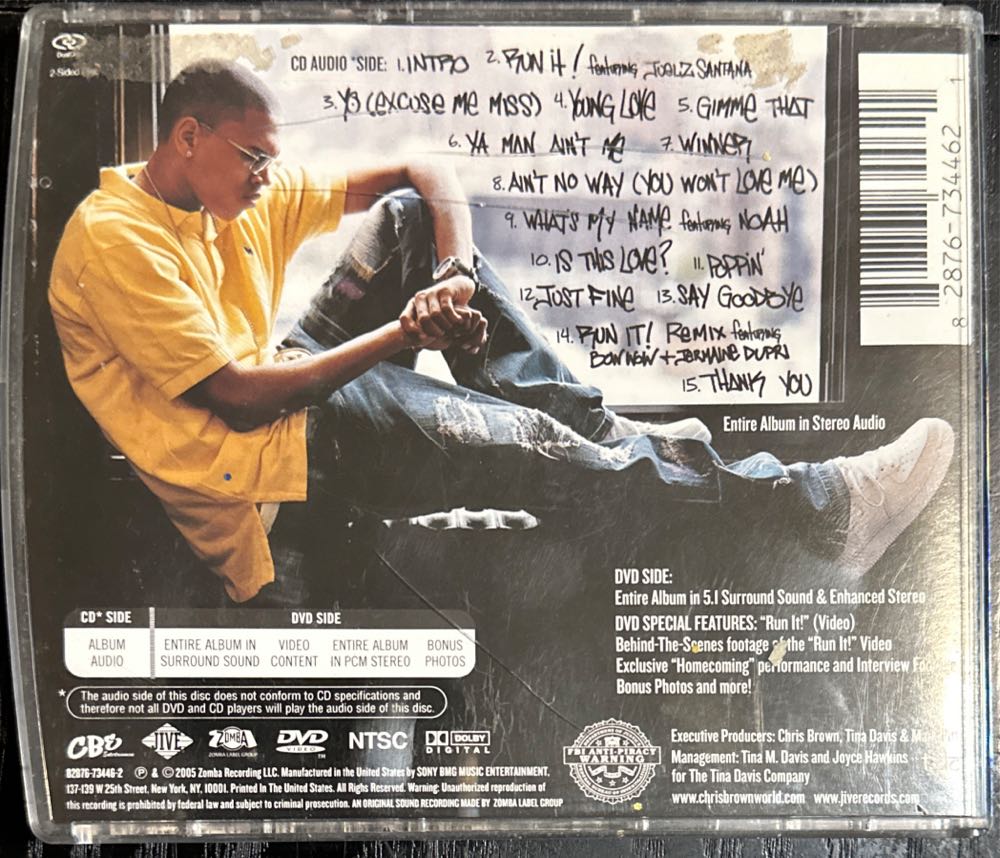 CD AUDIO *SIDE: 1. INTRO 2. RUN IT! featuring JUELZ SANTANA
3. YO (EXCUSE ME MISS) 4. YOUNG LOVE 5. GIMME THAT
6. YA MAN AIN'T ME 7. WINNER
8. AIN'T NO WAY (YOU WON'T LOVE ME)
9. WHAT'S MY NAME featuring NOAH
10. IS THIS LOVE? 11. POPPIN'
12. JUST FINE 13. SAY GOODBYE
14. RUN IT! REMIX featuring
BOW WOW + JERMAINE DUPRI
15. THANK YOU
Entire Album in Stereo Audio
8 2876-734462 1
2-Sided
DVD SIDE:
Entire Album in 5.1 Surround Sound & Enhanced Stereo
DVD SPECIAL FEATURES: "Run It!" (Video)
Behind-The-Scenes footage of the "Run It!" Video
Exclusive "Homecoming" performance and Interview
Bonus Photos and more!
CD* SIDE DVD SIDE
ALBUM AUDIO ENTIRE ALBUM IN SURROUND SOUND VIDEO CONTENT ENTIRE ALBUM IN PCM STEREO BONUS PHOTOS
* The audio side of this disc does not conform to CD specifications and
therefore not all DVD and CD players will play the audio side of this disc.
CBE Entertainment JIVE ZOMBA ZOMBA LABEL GROUP DVD VIDEO NTSC DOLBY DIGITAL
82876-73446-2 ℗ & © 2005 Zomba Recording LLC. Manufactured in the United States by SONY BMG MUSIC ENTERTAINMENT,
137-139 W 25th Street, New York, NY, 10001. Printed In The United States. All Rights Reserved. Warning: Unauthorized reproduction of
this recording is prohibited by federal law and subject to criminal prosecution. AN ORIGINAL SOUND RECORDING MADE BY ZOMBA LABEL GROUP
FBI ANTI-PIRACY
WARNING
Executive Producers: Chris Brown, Tina Davis &
Management: Tina M. Davis and Joyce Hawkins
for The Tina Davis Company
www.chrisbrownworld.com www.jiverecords.com